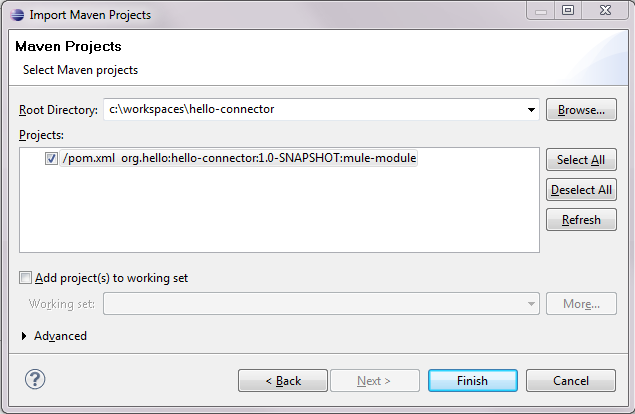 Import Maven Projects
Maven Projects
Select Maven projects
Root Directory: c:\workspaces\hello-connector Browse...
Projects:
/pom.xml org.hello:hello-connector:1.0-SNAPSHOT:mule-module
Select All
Deselect All
Refresh
Add project(s) to working set
Working set: More...
Advanced
? < Back Next > Finish Cancel